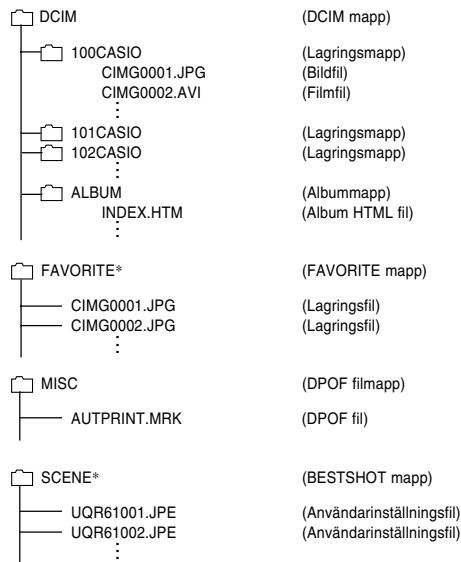 DCIM (DCIM mapp)
100CASIO (Lagringsmapp)
CIMG0001.JPG (Bildfil)
CIMG0002.AVI (Filmfil)
101CASIO (Lagringsmapp)
102CASIO (Lagringsmapp)
ALBUM (Albummapp)
INDEX.HTM (Album HTML fil)
FAVORITE* (FAVORITE mapp)
CIMG0001.JPG (Lagringsfil)
CIMG0002.JPG (Lagringsfil)
MISC (DPOF filmapp)
AUTPRINT.MRK (DPOF fil)
SCENE* (BESTSHOT mapp)
UQR61001.JPE (Användarinställningsfil)
UQR61002.JPE (Användarinställningsfil)